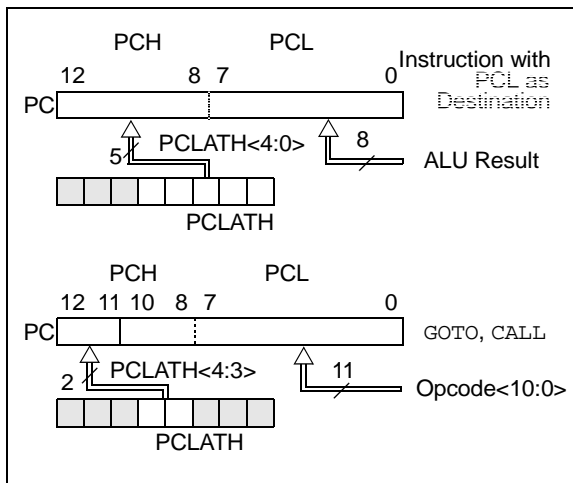 PCH PCL
12 8 7 0
Instruction with
PCL as
Destination
PC
5 PCLATH<4:0> 8
ALU Result
PCLATH
PCH PCL
12 11 10 8 7 0
PC
GOTO, CALL
2 PCLATH<4:3> 11
Opcode<10:0>
PCLATH